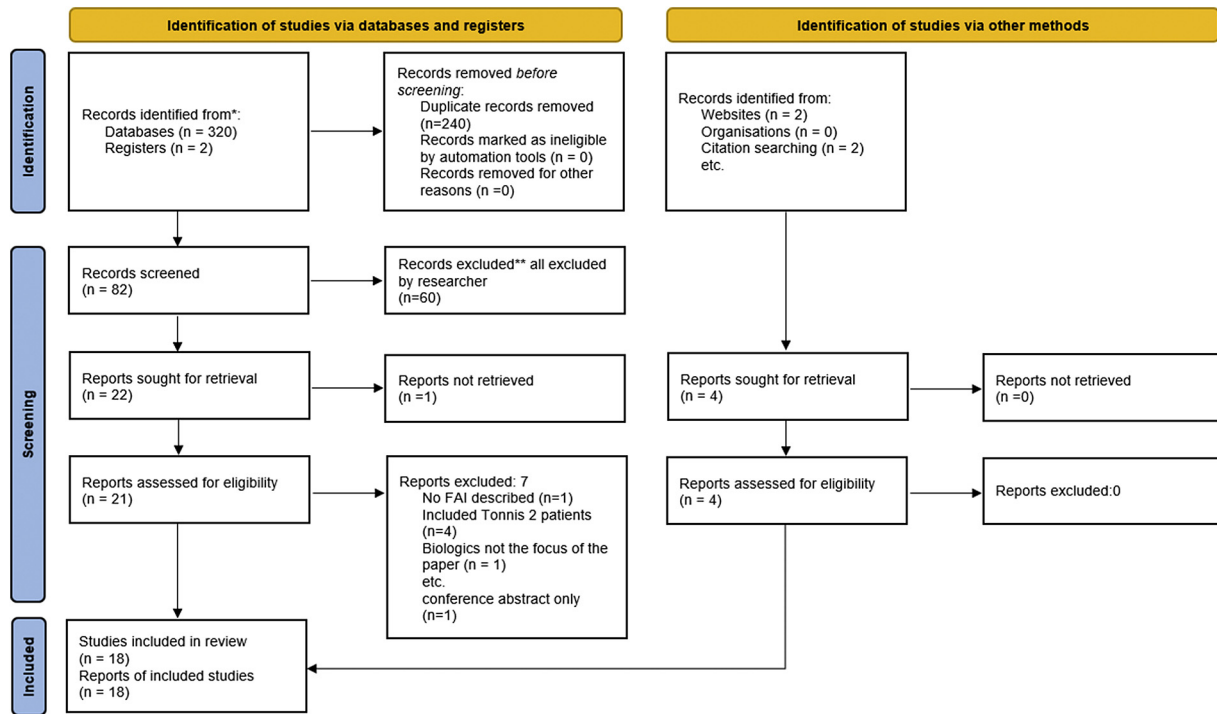 Identification of studies via databases and registers
Identification of studies via other methods
Identification
Records identified from*:
Databases (n = 320)
Registers (n = 2)
Records removed before
screening:
Duplicate records removed
(n=240)
Records marked as ineligible
by automation tools (n = 0)
Records removed for other
reasons (n =0)
Records identified from:
Websites (n = 2)
Organisations (n = 0)
Citation searching (n = 2)
etc.
Screening
Records screened
(n = 82)
Records excluded** all excluded
by researcher
(n=60)
Reports sought for retrieval
(n = 22)
Reports not retrieved
(n =1)
Reports sought for retrieval
(n = 4)
Reports not retrieved
(n =0)
Reports assessed for eligibility
(n = 21)
Reports excluded: 7
No FAI described (n=1)
Included Tonnis 2 patients
(n=4)
Biologics not the focus of the
paper (n = 1)
etc.
conference abstract only
(n=1)
Reports assessed for eligibility
(n = 4)
Reports excluded:0
Included
Studies included in review
(n = 18)
Reports of included studies
(n = 18)